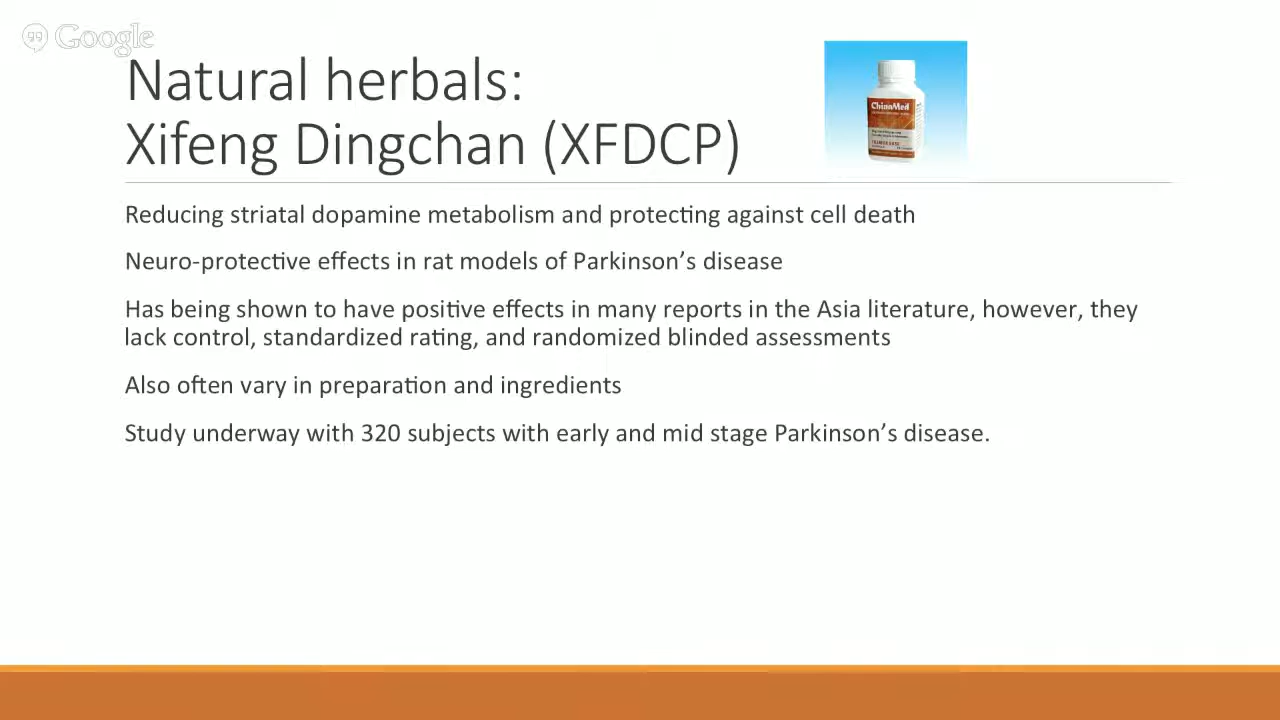 Google
Natural herbals:
Xifeng Dingchan (XFDCP)
ChinaMed
Reducing striatal dopamine metabolism and protecting against cell death
Neuro-protective effects in rat models of Parkinson’s disease
Has being shown to have positive effects in many reports in the Asia literature, however, they
lack control, standardized rating, and randomized blinded assessments
Also often vary in preparation and ingredients
Study underway with 320 subjects with early and mid stage Parkinson’s disease.